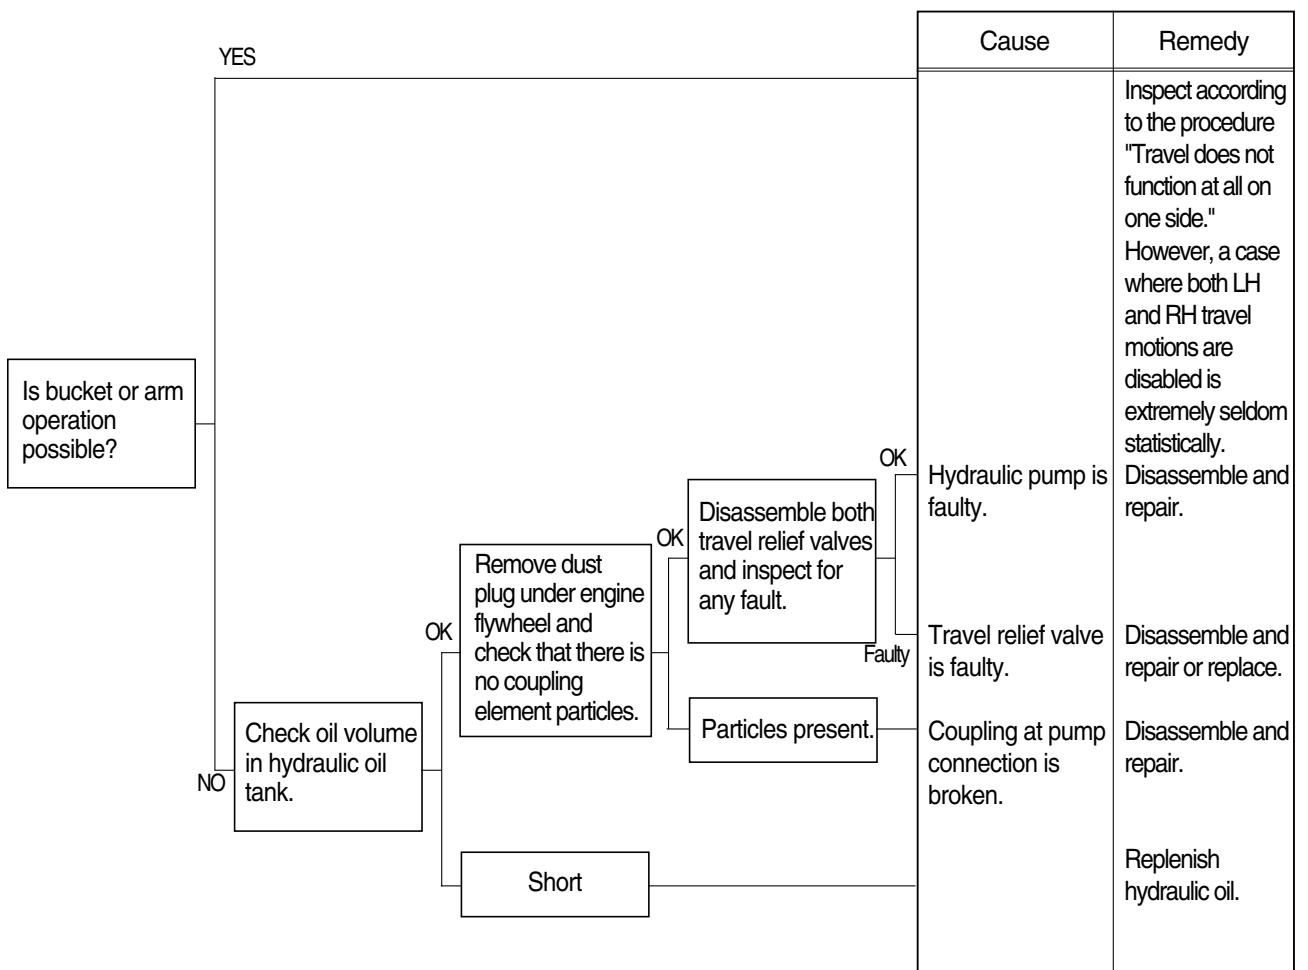 Cause
Remedy
YES
Inspect according
to the procedure
"Travel does not
function at all on
one side."
However, a case
where both LH
and RH travel
motions are
disabled is
extremely seldom
statistically.
Is bucket or arm
operation
possible?
OK
Hydraulic pump is
faulty.
Disassemble and
repair.
Disassemble both
travel relief valves
and inspect for
any fault.
OK
Remove dust
plug under engine
flywheel and
check that there is
no coupling
element particles.
OK
Faulty
Travel relief valve
is faulty.
Disassemble and
repair or replace.
Particles present.
Coupling at pump
connection is
broken.
Disassemble and
repair.
Check oil volume
in hydraulic oil
tank.
NO
Short
Replenish
hydraulic oil.